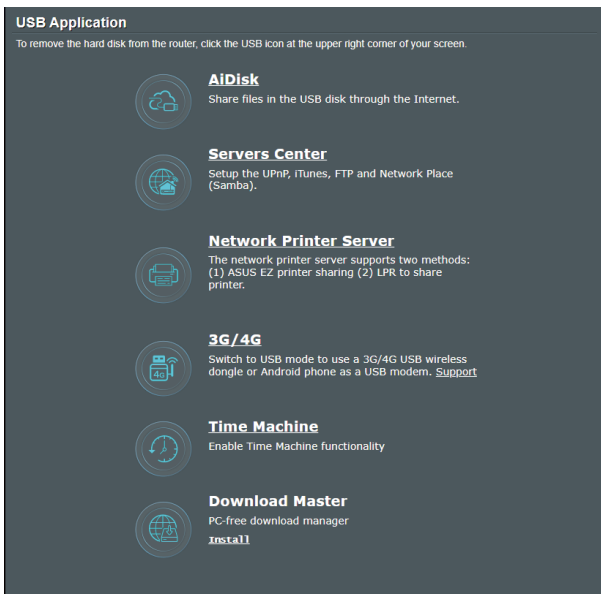 USB Application
To remove the hard disk from the router, click the USB icon at the upper right corner of your screen.
AiDisk
Share files in the USB disk through the Internet.
Servers Center
Setup the UPnP, iTunes, FTP and Network Place
(Samba).
Network Printer Server
The network printer server supports two methods:
(1) ASUS EZ printer sharing (2) LPR to share
printer.
3G/4G
4G
Switch to USB mode to use a 3G/4G USB wireless
dongle or Android phone as a USB modem. Support
Time Machine
Enable Time Machine functionality
Download Master
PC-free download manager
Install